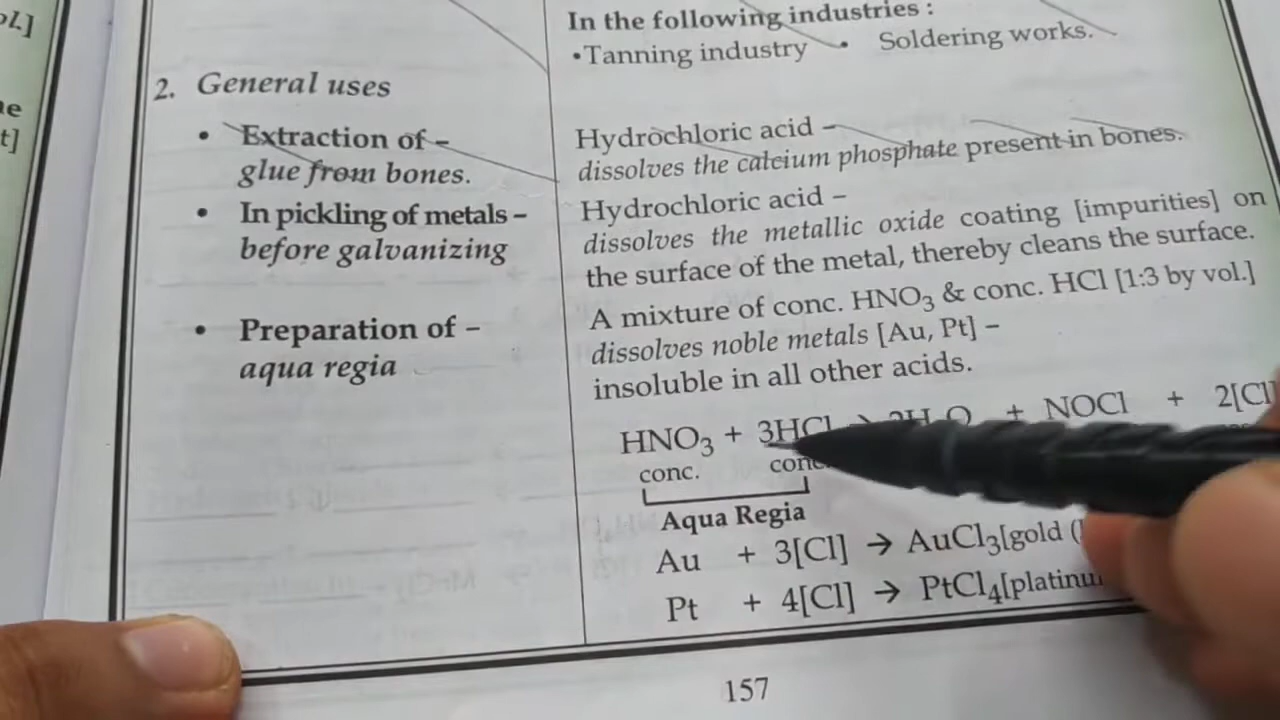 In the following industries :
• Tanning industry • Soldering works.
2. General uses
• Extraction of –
glue from bones.
Hydrochloric acid –
dissolves the calcium phosphate present in bones.
• In pickling of metals –
before galvanizing
Hydrochloric acid –
dissolves the metallic oxide coating [impurities] on
the surface of the metal, thereby cleans the surface.
• Preparation of –
aqua regia
A mixture of conc. HNO₃ & conc. HCl [1:3 by vol.]
dissolves noble metals [Au, Pt] –
insoluble in all other acids.
HNO₃ + 3HCl → 2H₂O + NOCl + 2[Cl
conc. conc.
Aqua Regia
Au + 3[Cl] → AuCl₃[gold
Pt + 4[Cl] → PtCl₄[
157